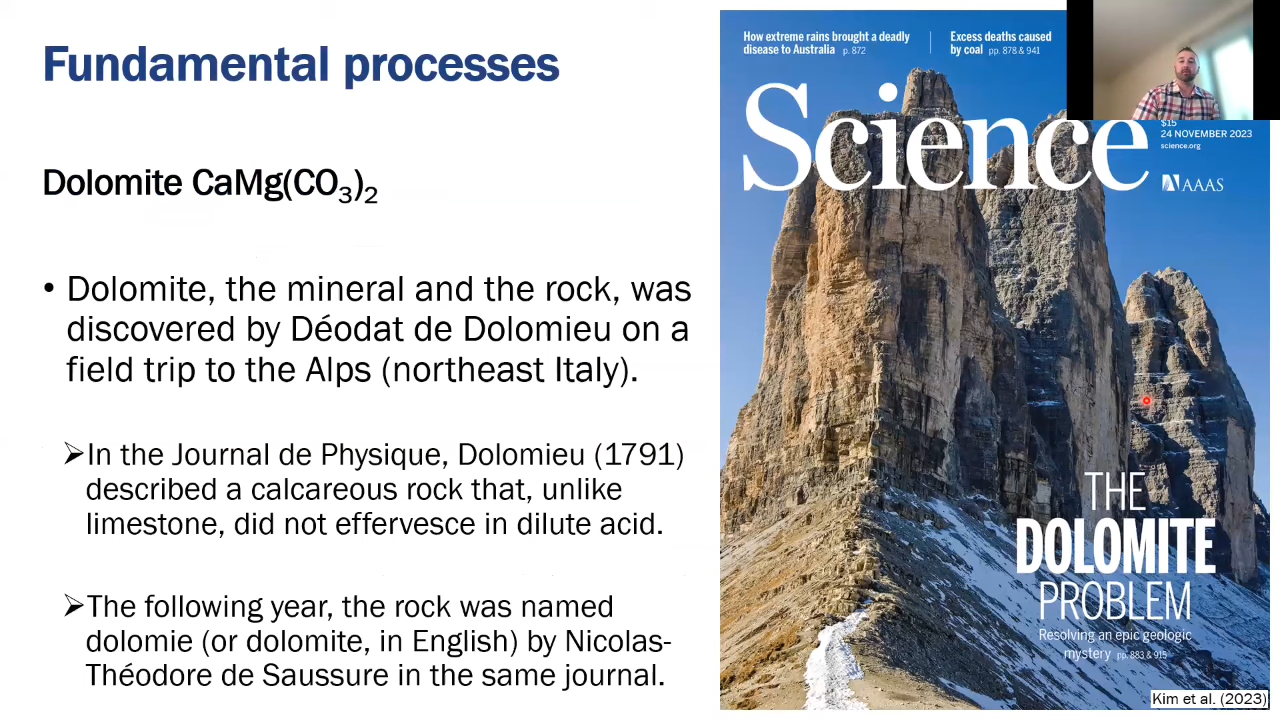 Fundamental processes
Dolomite CaMg(CO₃)₂
• Dolomite, the mineral and the rock, was
discovered by Déodat de Dolomieu on a
field trip to the Alps (northeast Italy).
➢In the Journal de Physique, Dolomieu (1791)
described a calcareous rock that, unlike
limestone, did not effervesce in dilute acid.
➢The following year, the rock was named
dolomie (or dolomite, in English) by Nicolas-
Théodore de Saussure in the same journal.
How extreme rains brought a deadly
disease to Australia p. 872
Excess deaths caused
by coal pp. 878 & 941
Science
$15
24 NOVEMBER 2023
science.org
AAAS
THE
DOLOMITE
PROBLEM
Resolving an epic geologic
mystery pp. 883 & 915
Kim et al. (2023)